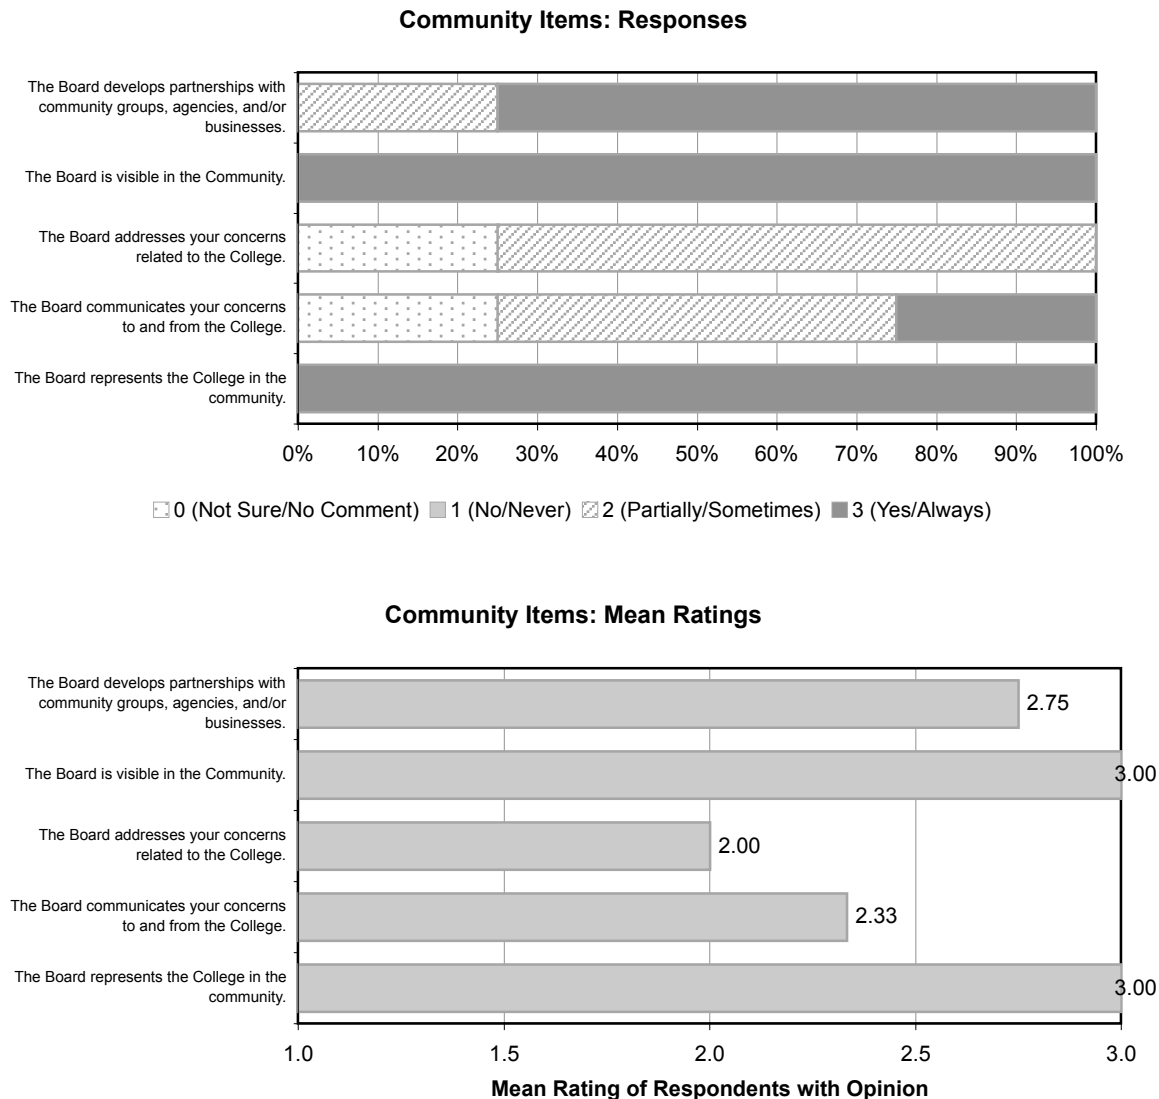 Community Items: Responses
The Board develops partnerships with
community groups, agencies, and/or
businesses.
The Board is visible in the Community.
The Board addresses your concerns
related to the College.
The Board communicates your concerns
to and from the College.
The Board represents the College in the
community.
0% 10% 20% 30% 40% 50% 60% 70% 80% 90% 100%
0 (Not Sure/No Comment) 1 (No/Never) 2 (Partially/Sometimes) 3 (Yes/Always)
Community Items: Mean Ratings
The Board develops partnerships with
community groups, agencies, and/or
businesses.
2.75
The Board is visible in the Community.
3.00
The Board addresses your concerns
related to the College.
2.00
The Board communicates your concerns
to and from the College.
2.33
The Board represents the College in the
community.
3.00
1.0 1.5 2.0 2.5 3.0
Mean Rating of Respondents with Opinion